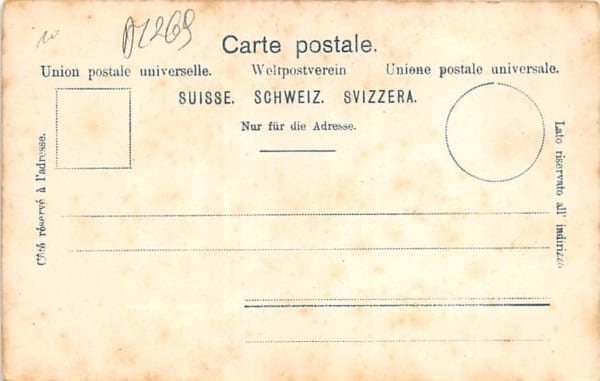 10
Carte postale.
Union postale universelle. Weltpostverein Unione postale universale.
SUISSE. SCHWEIZ. SVIZZERA.
Nur für die Adresse.
Côté réservé à l'adresse.
Lato riservato all' indirizzo